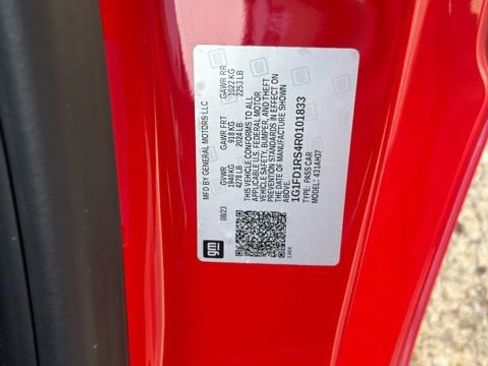 MFD BY GENERAL MOTORS LLC
08/23 GVWR GAWR FRT GAWR RR
1940 KG 918 KG 1022 KG
4278 LB 2024 LB 2253 LB
THIS VEHICLE CONFORMS TO ALL
APPLICABLE U.S. FEDERAL MOTOR
VEHICLE SAFETY, BUMPER, AND THEFT
PREVENTION STANDARDS IN EFFECT ON
THE DATE OF MANUFACTURE SHOWN
ABOVE.
1G1FD1RS4R0101833
TYPE: PASS CAR
MODEL: 431AH37
gm